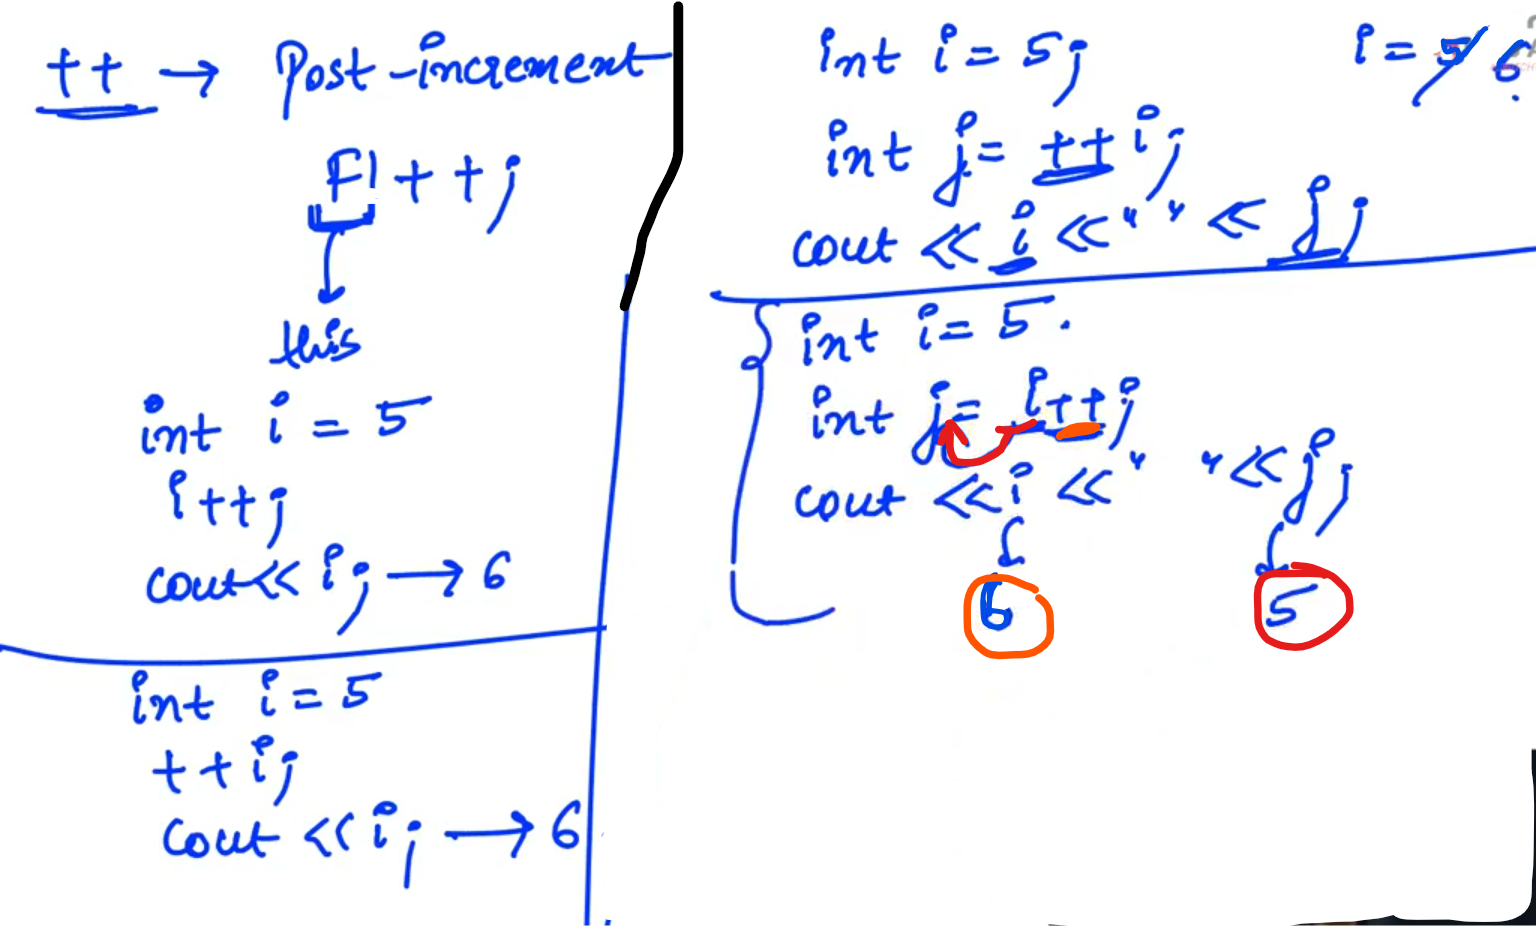 ++ → Post-increment
F1++;
this
int i = 5
i++;
cout << i; → 6
int i = 5
++i;
cout << i; → 6
int i = 5;
i = 5 6
int j = ++i;
cout << i << " " << j;
int i = 5.
int j = i++;
cout << i << " " << j;
6 5